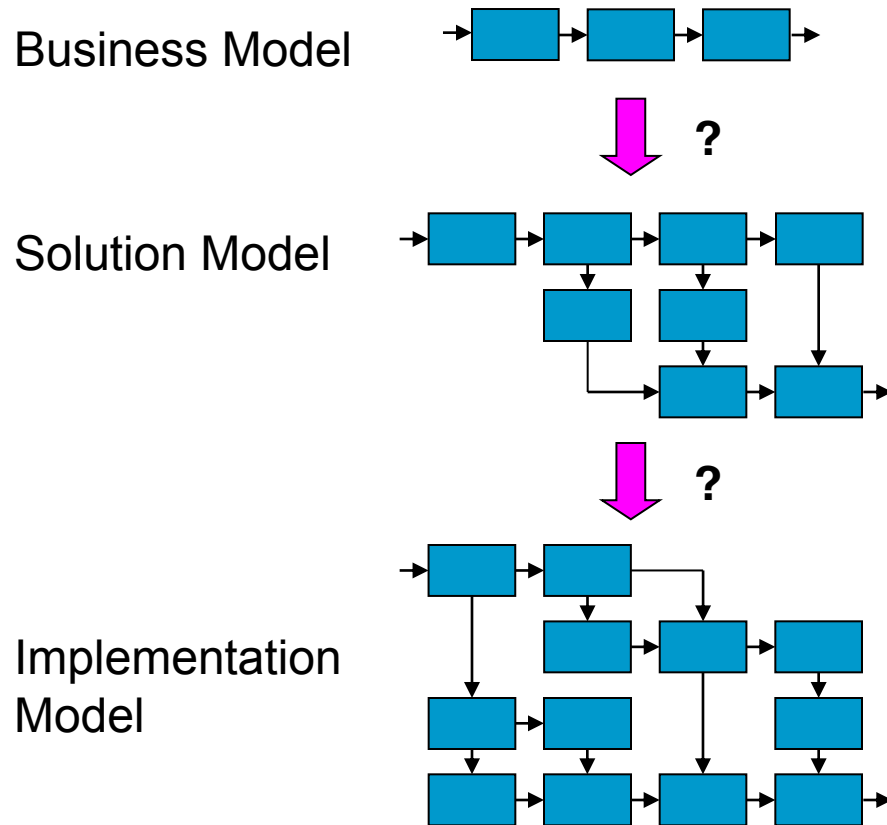 Business Model
?
Solution Model
?
Implementation
Model